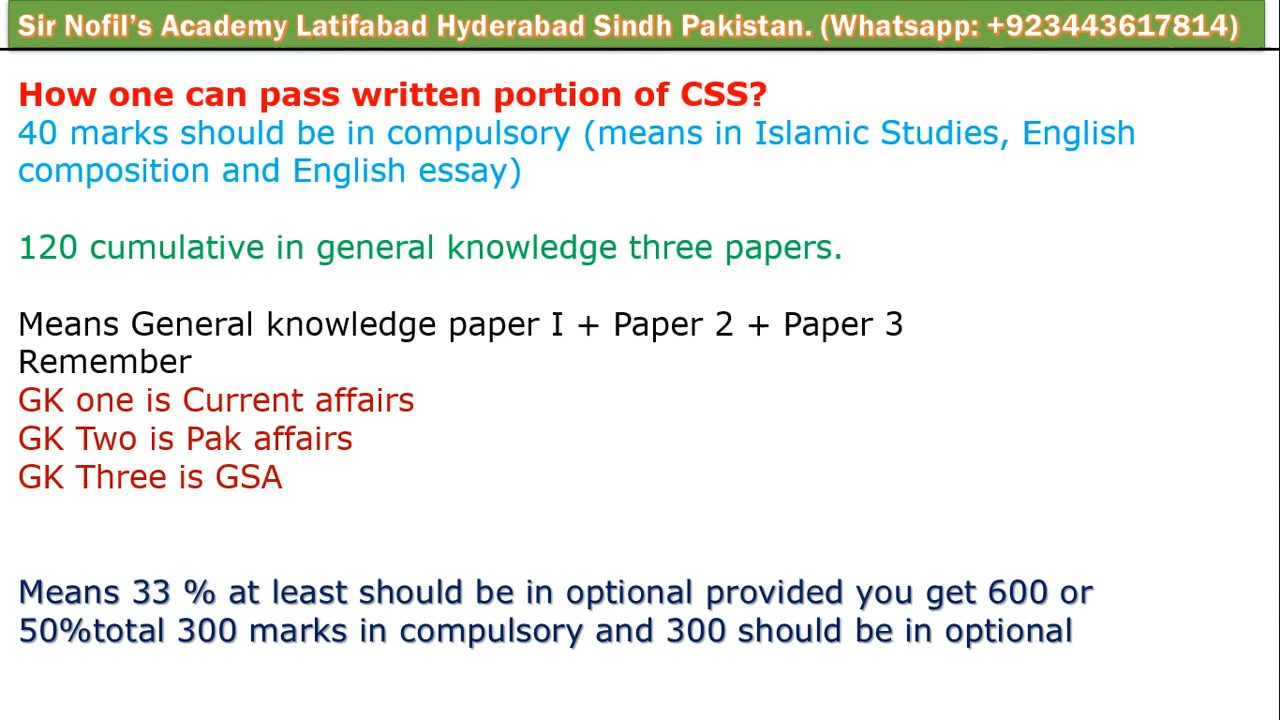 Sir Nofil's Academy Latifabad Hyderabad Sindh Pakistan. (Whatsapp: +923443617814)
How one can pass written portion of CSS?
40 marks should be in compulsory (means in Islamic Studies, English
composition and English essay)
120 cumulative in general knowledge three papers.
Means General knowledge paper I + Paper 2 + Paper 3
Remember
GK one is Current affairs
GK Two is Pak affairs
GK Three is GSA
Means 33 % at least should be in optional provided you get 600 or
50%total 300 marks in compulsory and 300 should be in optional